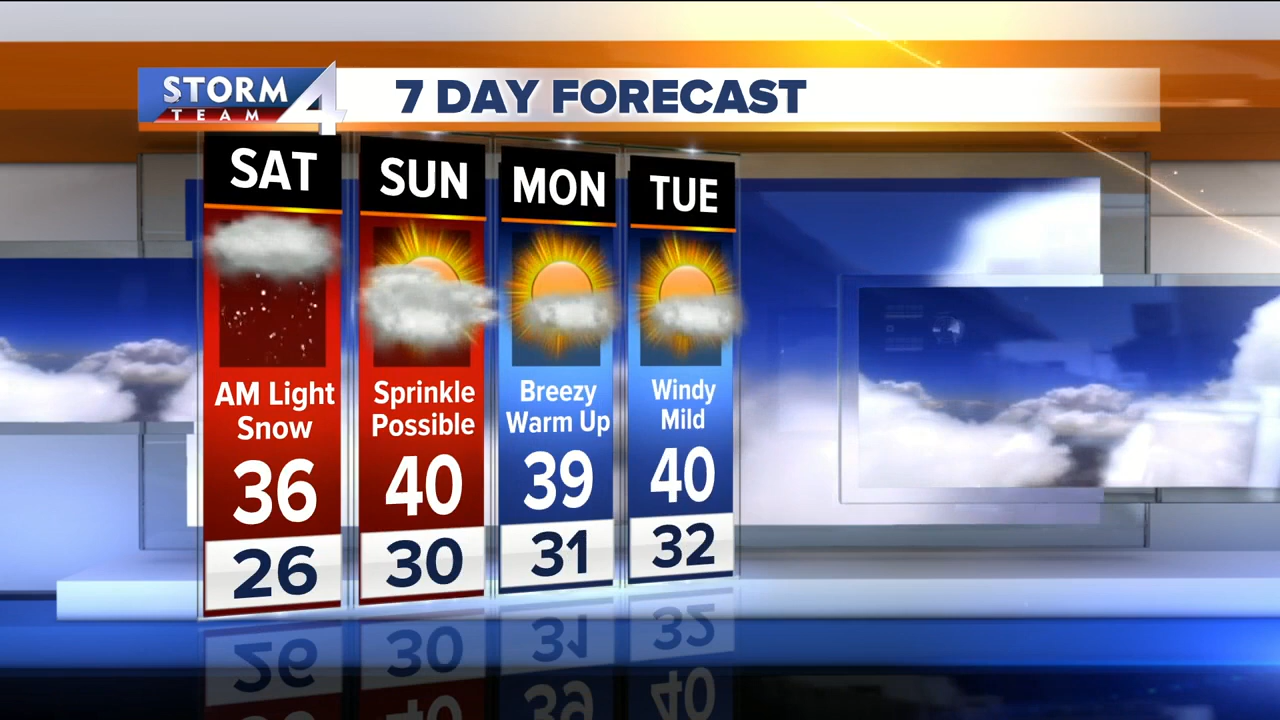 STORM
TEAM
4
7 DAY FORECAST
SAT
AM Light
Snow
36
26
SUN
Sprinkle
Possible
40
30
MON
Breezy
Warm Up
39
31
TUE
Windy
Mild
40
32